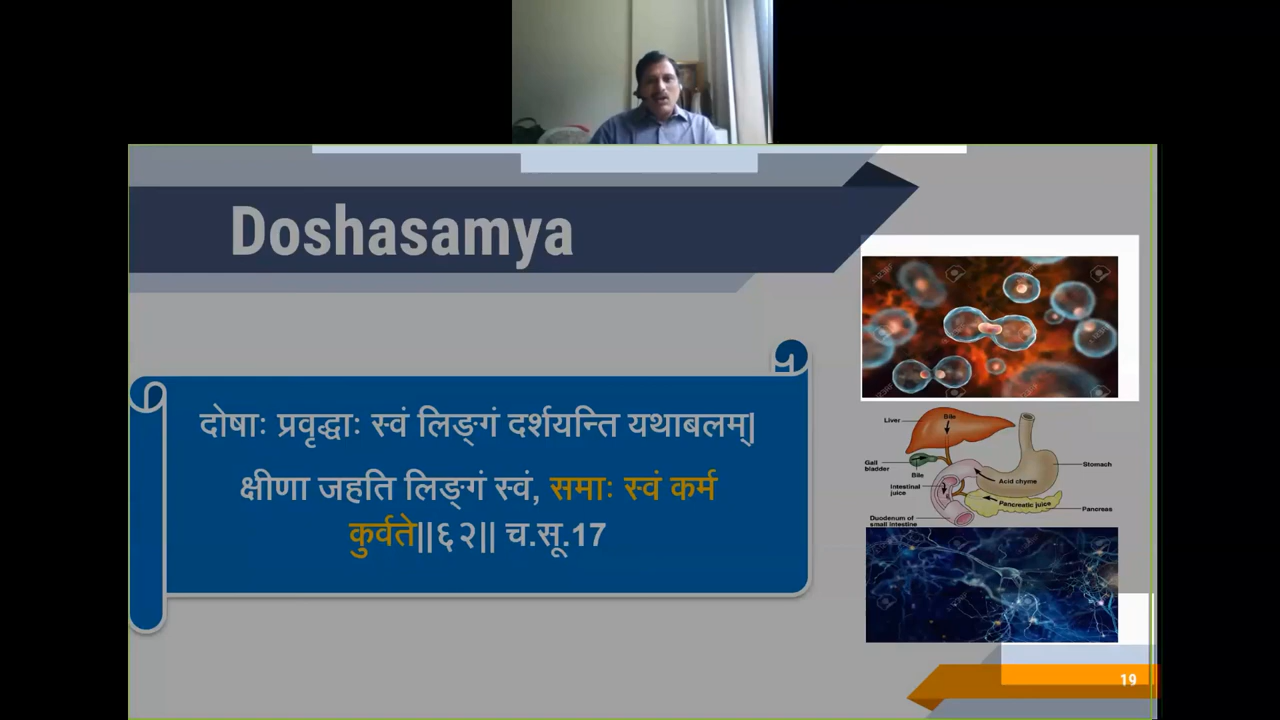 Doshasamya
दोषाः प्रवृद्धाः स्वं लिङ्गं दर्शयन्ति यथाबलम्|
क्षीणा जहति लिङ्गं स्वं, समाः स्वं कर्म
कुर्वते||६२|| च.सू.17
Liver
Bile
Gall
bladder
Bile
Stomach
Acid chyme
Intestinal
juice
Pancreatic juice
Pancreas
Duodenum of
small intestine
19